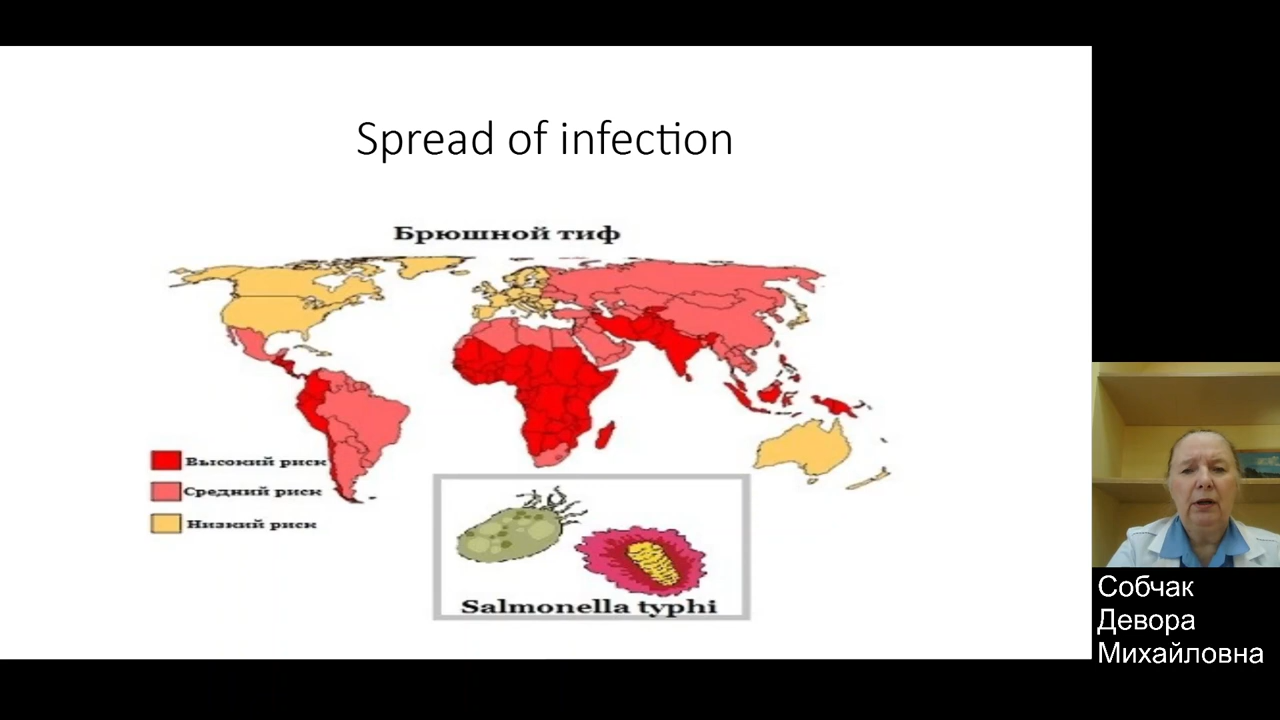 Spread of infection
Брюшной тиф
Высокий риск
Средний риск
Низкий риск
Salmonella typhi
Собчак
Девора
Михайловна